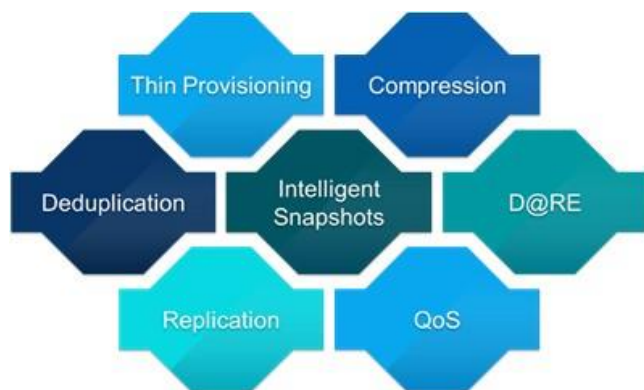 Thin Provisioning
Compression
Deduplication
Intelligent
Snapshots
D@RE
Replication
QoS